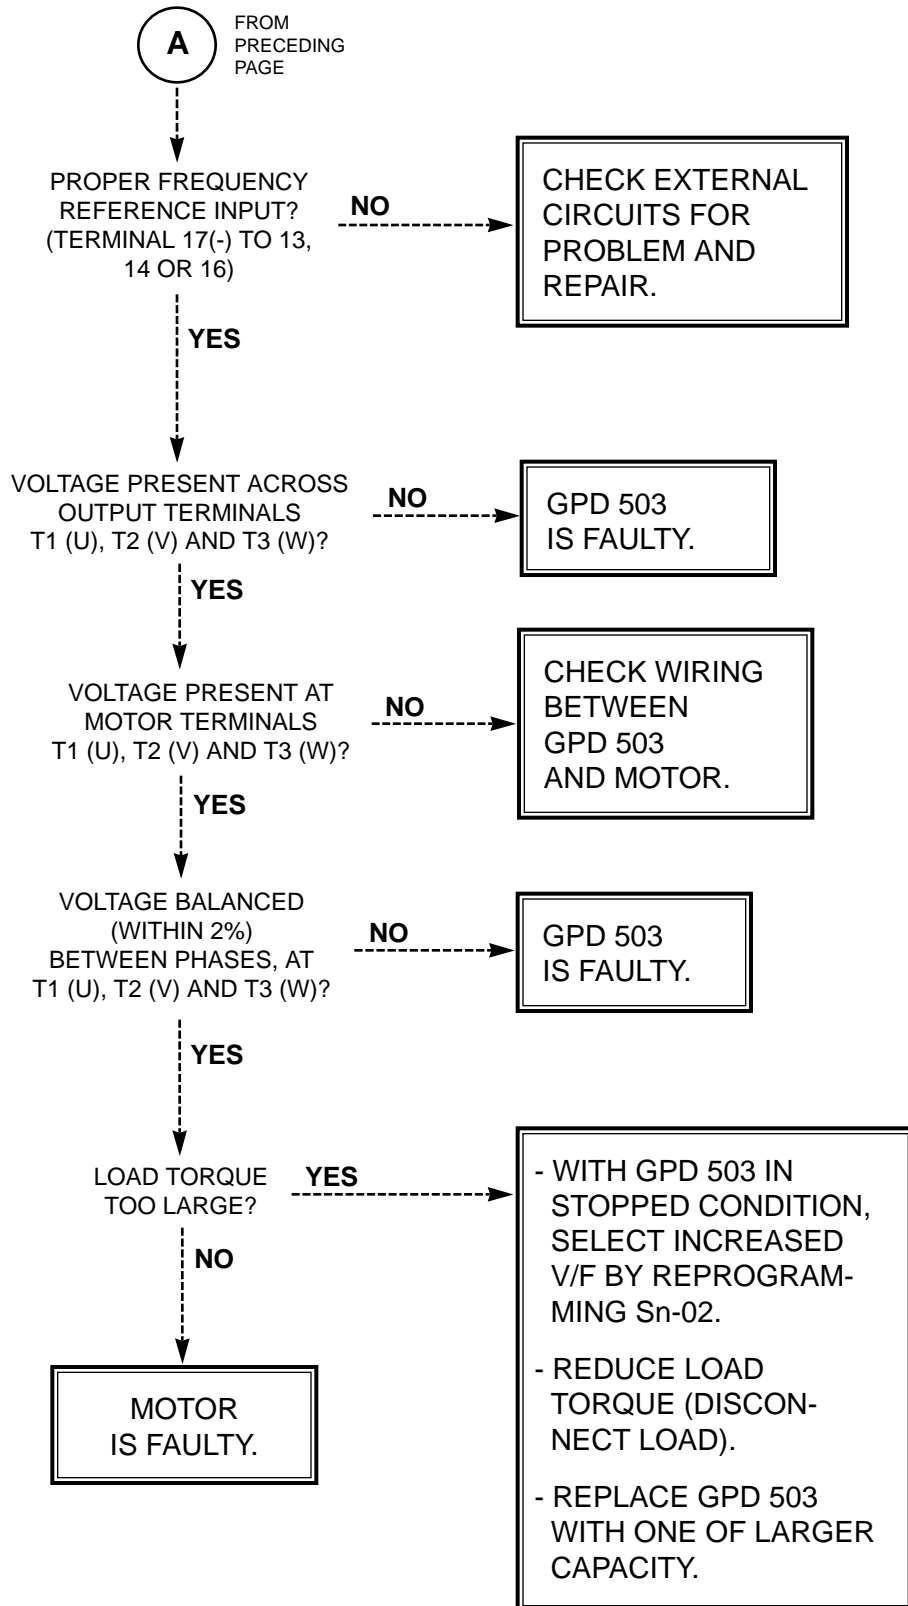 A
FROM
PRECEDING
PAGE
PROPER FREQUENCY
REFERENCE INPUT?
(TERMINAL 17(-) TO 13,
14 OR 16)
NO
CHECK EXTERNAL
CIRCUITS FOR
PROBLEM AND
REPAIR.
YES
VOLTAGE PRESENT ACROSS
OUTPUT TERMINALS
T1 (U), T2 (V) AND T3 (W)?
NO
GPD 503
IS FAULTY.
YES
VOLTAGE PRESENT AT
MOTOR TERMINALS
T1 (U), T2 (V) AND T3 (W)?
NO
CHECK WIRING
BETWEEN
GPD 503
AND MOTOR.
YES
VOLTAGE BALANCED
(WITHIN 2%)
BETWEEN PHASES, AT
T1 (U), T2 (V) AND T3 (W)?
NO
GPD 503
IS FAULTY.
YES
LOAD TORQUE
TOO LARGE?
YES
- WITH GPD 503 IN
STOPPED CONDITION,
SELECT INCREASED
V/F BY REPROGRAM-
MING Sn-02.
- REDUCE LOAD
TORQUE (DISCON-
NECT LOAD).
- REPLACE GPD 503
WITH ONE OF LARGER
CAPACITY.
NO
MOTOR
IS FAULTY.